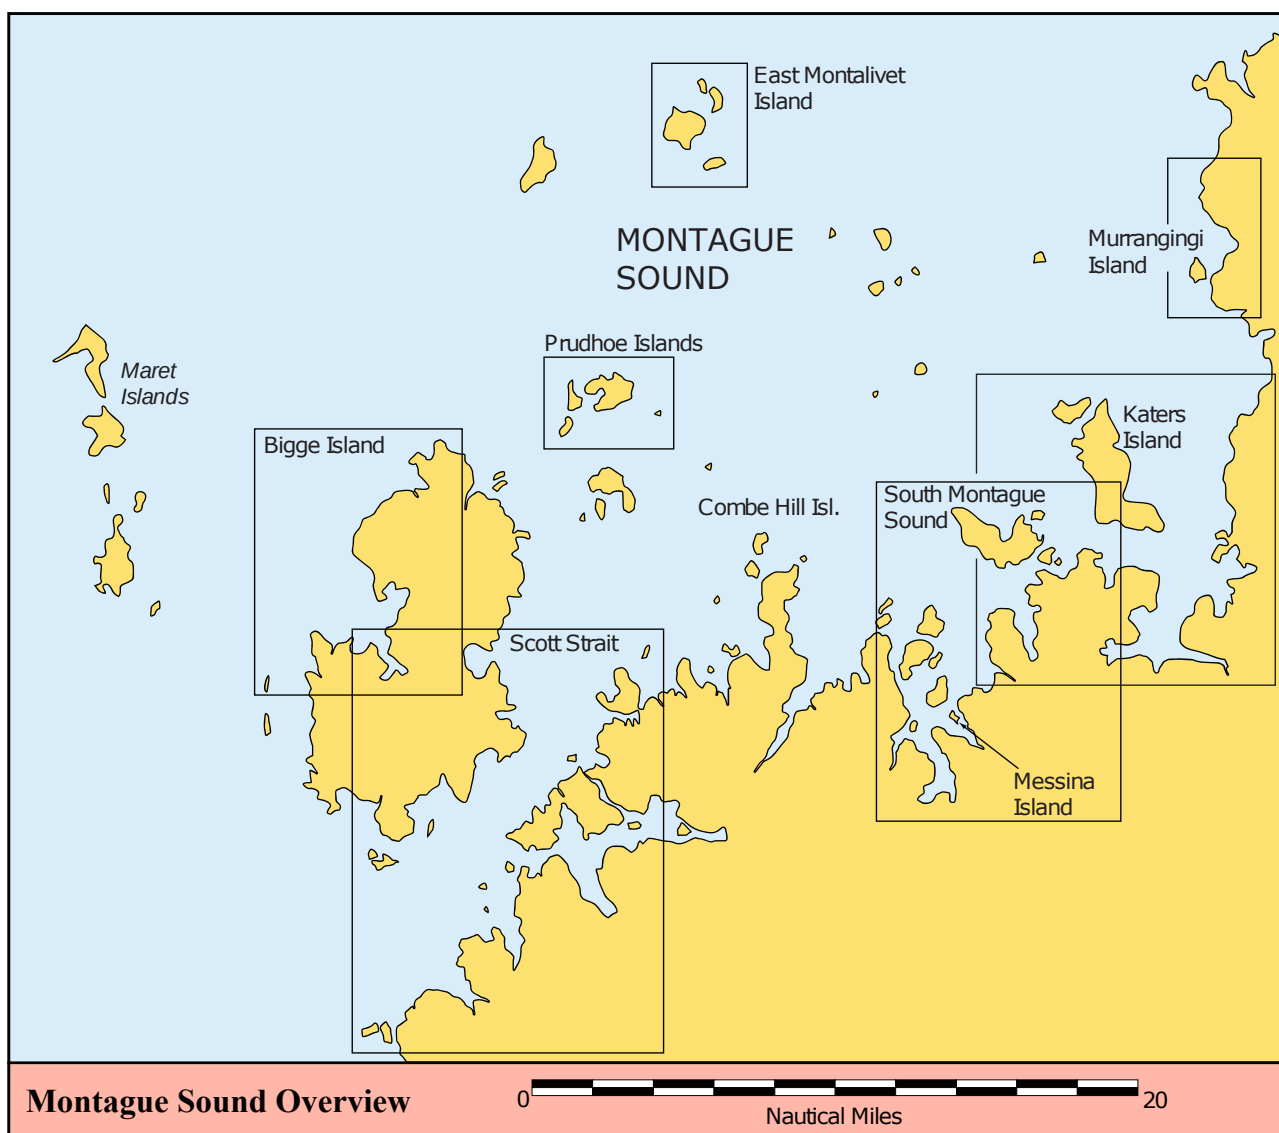 East Montalivet
Island
MONTAGUE
SOUND
Murrangingi
Island
Prudhoe Islands
Maret
Islands
Katers
Island
Bigge Island
South Montague
Sound
Combe Hill Isl.
Scott Strait
Messina
Island
Montague Sound Overview
0
20
Nautical Miles